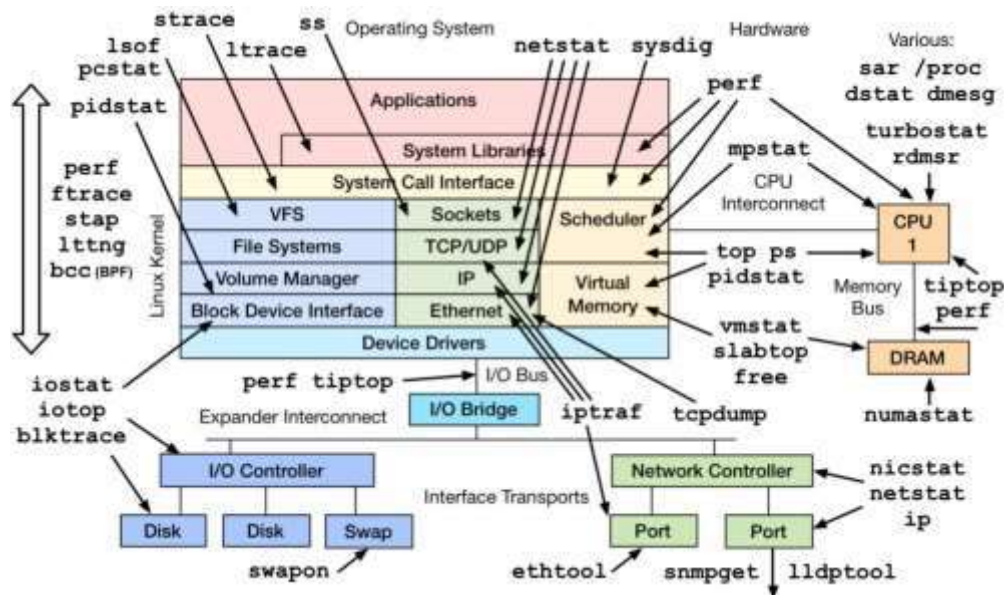 strace
ss
Operating System
Hardware
Various:
lsof
pcstat
ltrace
netstat
sysdig
sar /proc
dstat dmesg
pidstat
Applications
perf
turbostat
rdmsr
System Libraries
mpstat
perf
ftrace
stap
lttng
bcc (BPF)
System Call Interface
CPU
Interconnect
Linux Kernel
VFS
Sockets
Scheduler
CPU
1
File Systems
TCP/UDP
top ps
pidstat
Volume Manager
IP
Virtual
Memory
Memory
Bus
tiptop
perf
Block Device Interface
Ethernet
vmstat
slabtop
free
Device Drivers
DRAM
iostat
iotop
blktrace
perf tiptop
I/O Bus
numastat
Expander Interconnect
I/O Bridge
iptraf
tcpdump
I/O Controller
Network Controller
nicstat
netstat
ip
Interface Transports
Disk
Disk
Swap
Port
Port
swapon
ethtool
snmpget
lldptool